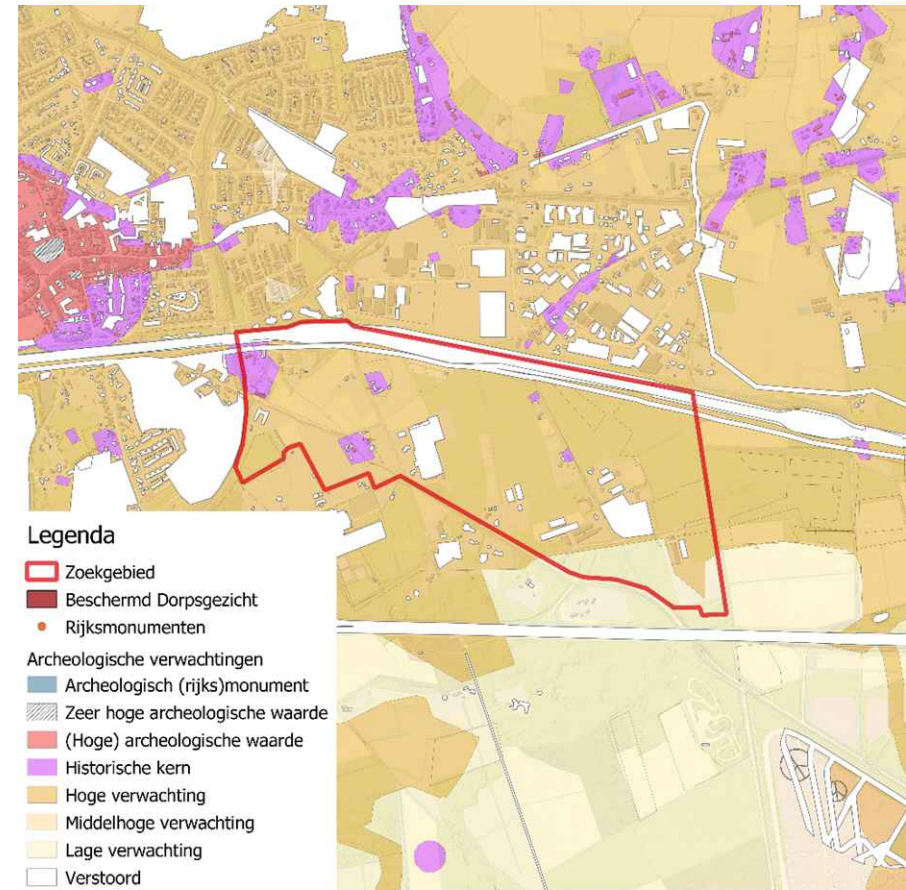 Legenda
Zoekgebied
Beschermd Dorpsgezicht
Rijksmonumenten
Archeologische verwachtingen
Archeologisch (rijks)monument
Zeer hoge archeologische waarde
(Hoge) archeologische waarde
Historische kern
Hoge verwachting
Middelhoge verwachting
Lage verwachting
Verstoord